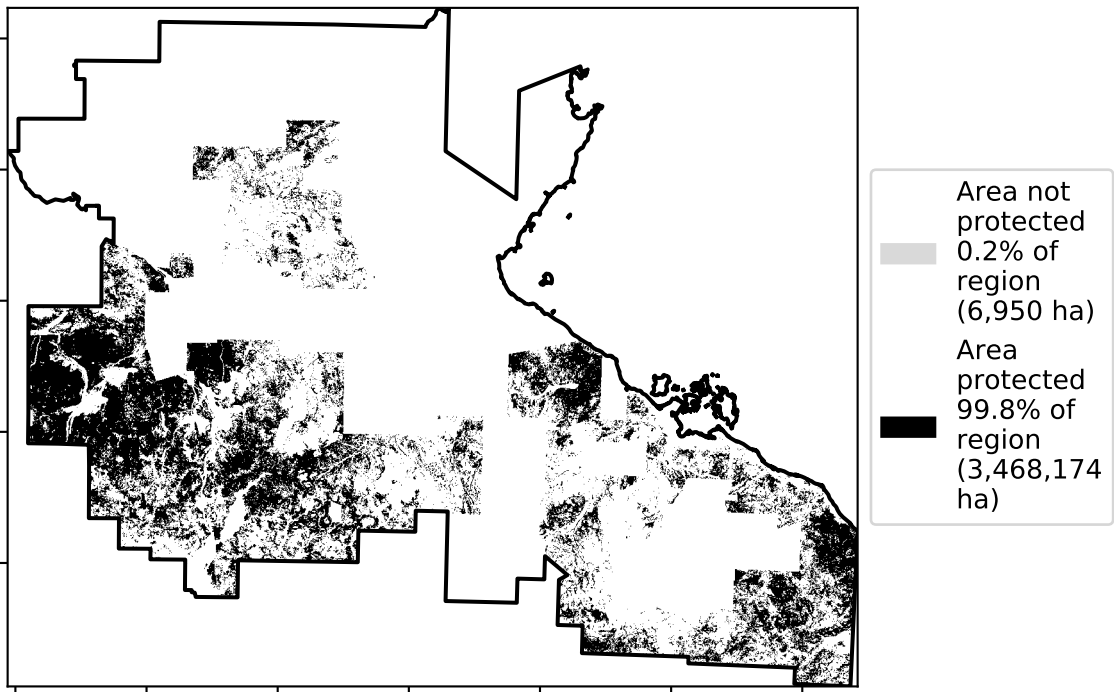 Area not
protected
0.2% of
region
(6,950 ha)
Area
protected
99.8% of
region
(3,468,174
ha)